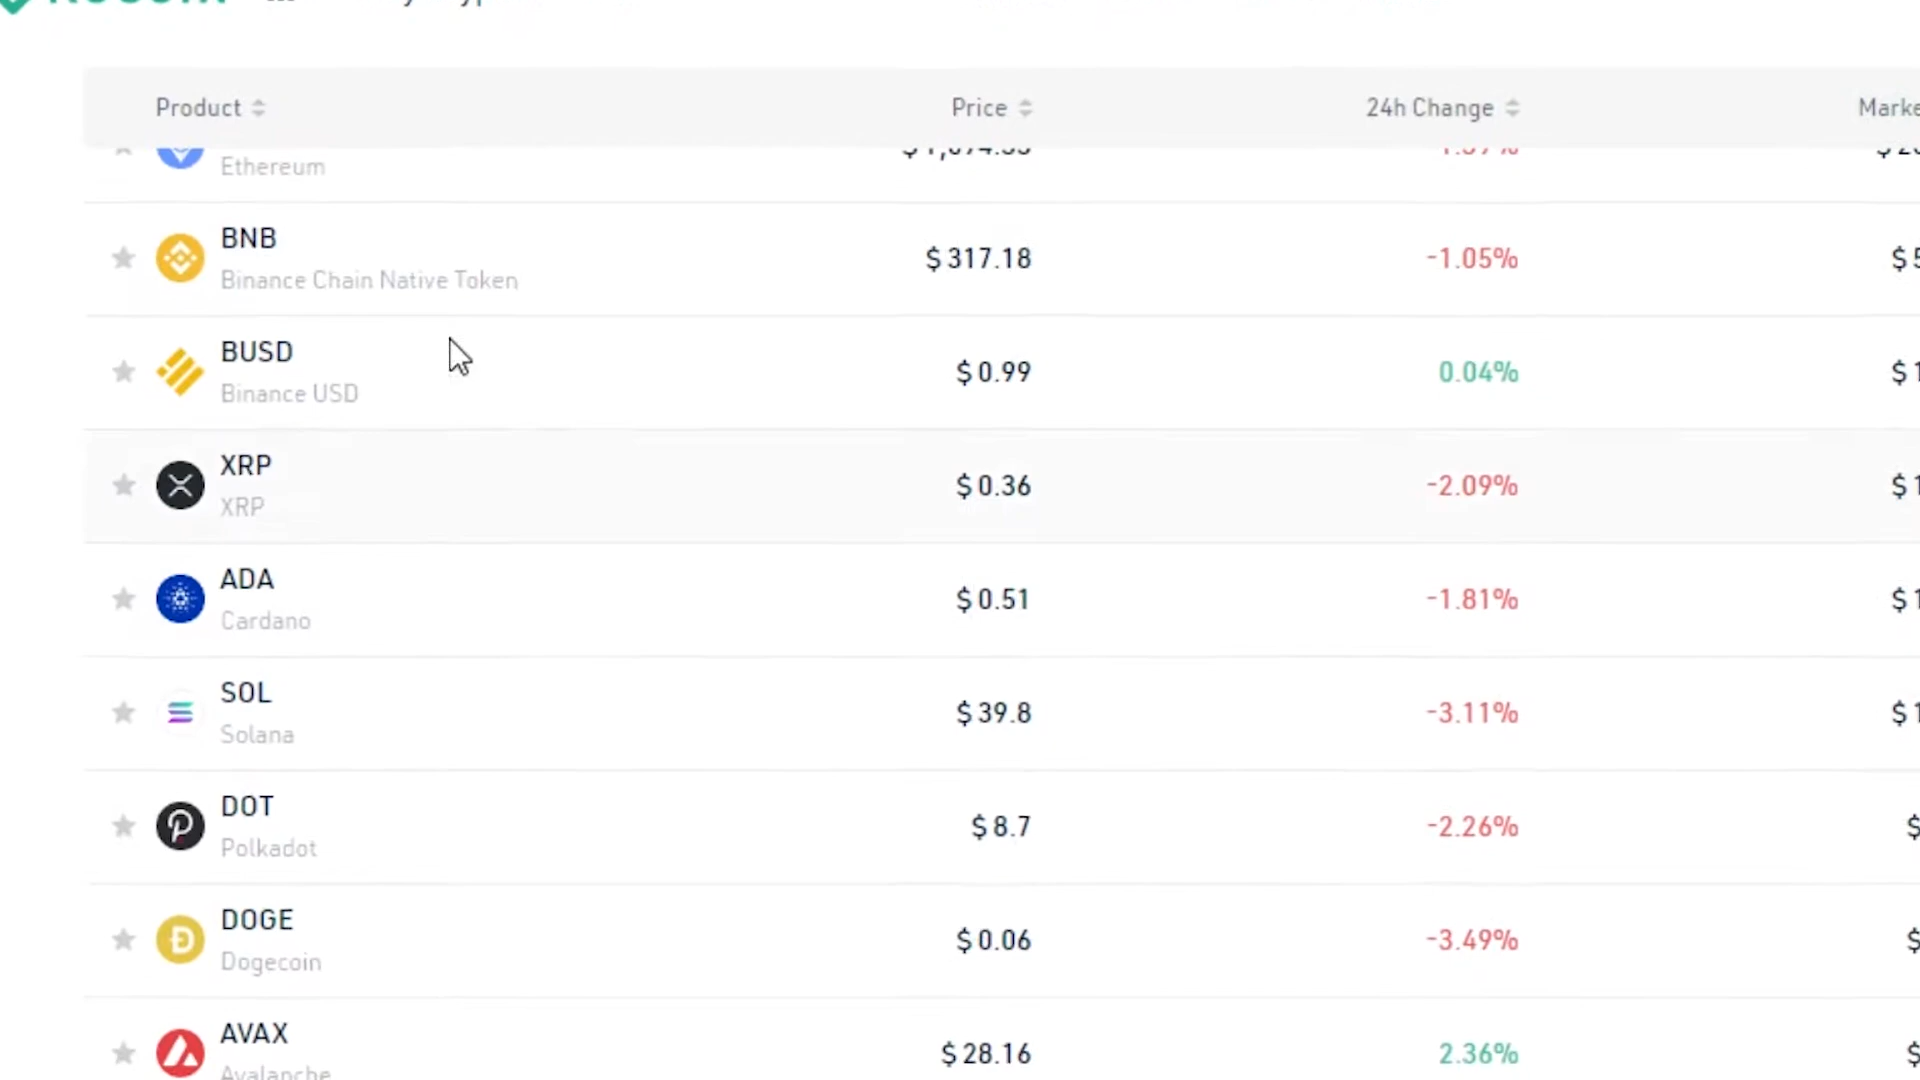 Product Price 24h Change
Ethereum
BNB
Binance Chain Native Token
$ 317.18 -1.05%
BUSD
Binance USD
$ 0.99 0.04%
XRP
XRP
$ 0.36 -2.09%
ADA
Cardano
$ 0.51 -1.81%
SOL
Solana
$ 39.8 -3.11%
DOT
Polkadot
$ 8.7 -2.26%
DOGE
Dogecoin
$ 0.06 -3.49%
AVAX
Avalanche
$ 28.16 2.36%